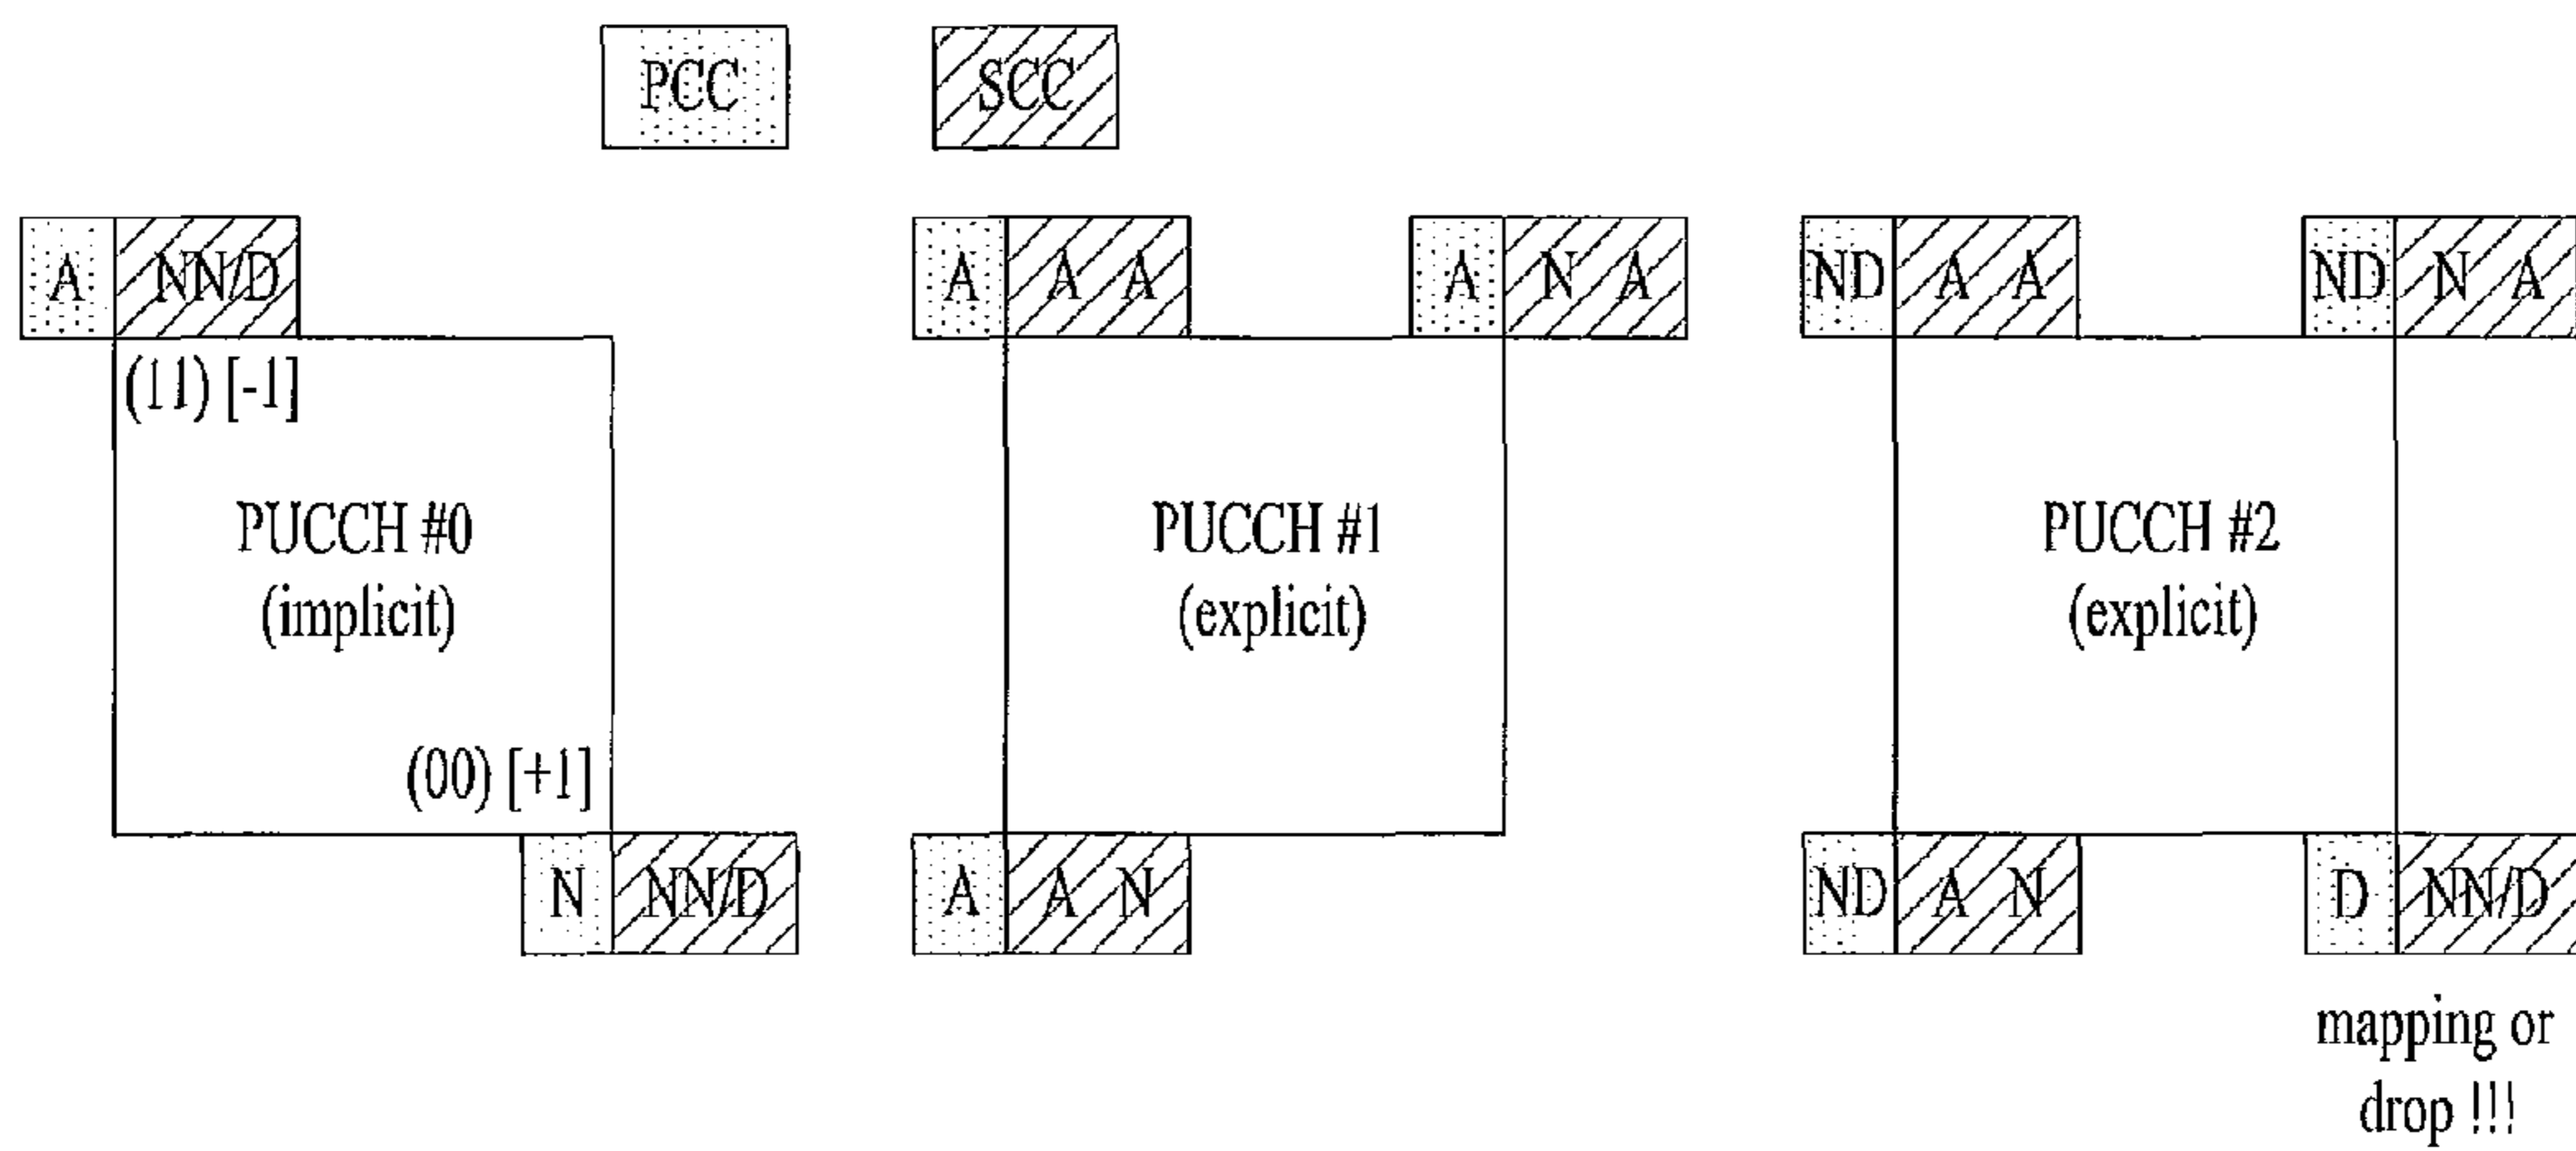 PCC SCC
A NN/D A A A A N A ND A A ND N A
(11) [-1]
PUCCH #0
(implicit)
PUCCH #1
(explicit)
PUCCH #2
(explicit)
(00) [+1]
N NN/D A A N ND A N D NN/D
mapping or
drop !!!